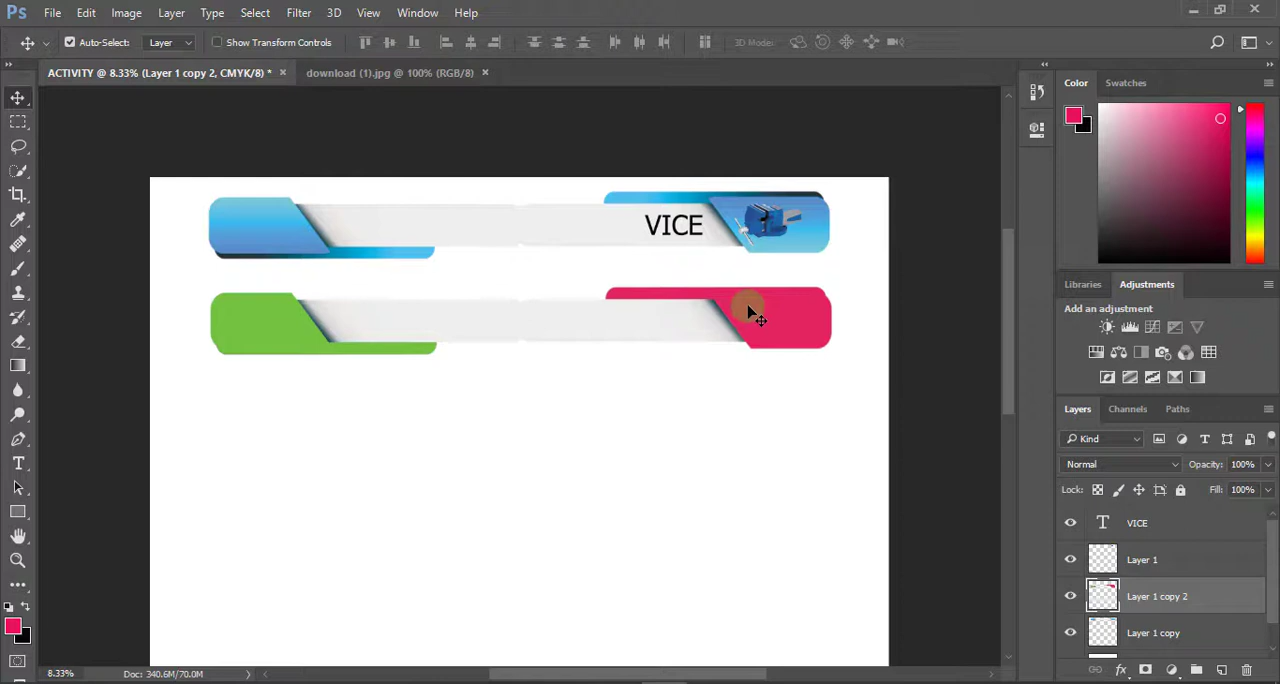 Ps File Edit Image Layer Type Select Filter 3D View Window Help
Auto-Select: Layer Show Transform Controls 3D Mode:
ACTIVITY @ 8.33% (Layer 1 copy 2, CMYK/8) * × download (1).jpg @ 100% (RGB/8) ×
Color Swatches
VICE
Libraries Adjustments
Add an adjustment
Layers Channels Paths
Kind
Normal Opacity: 100%
Lock: Fill: 100%
T VICE
Layer 1
Layer 1 copy 2
Layer 1 copy
8.33% Doc: 340.6M/70.0M